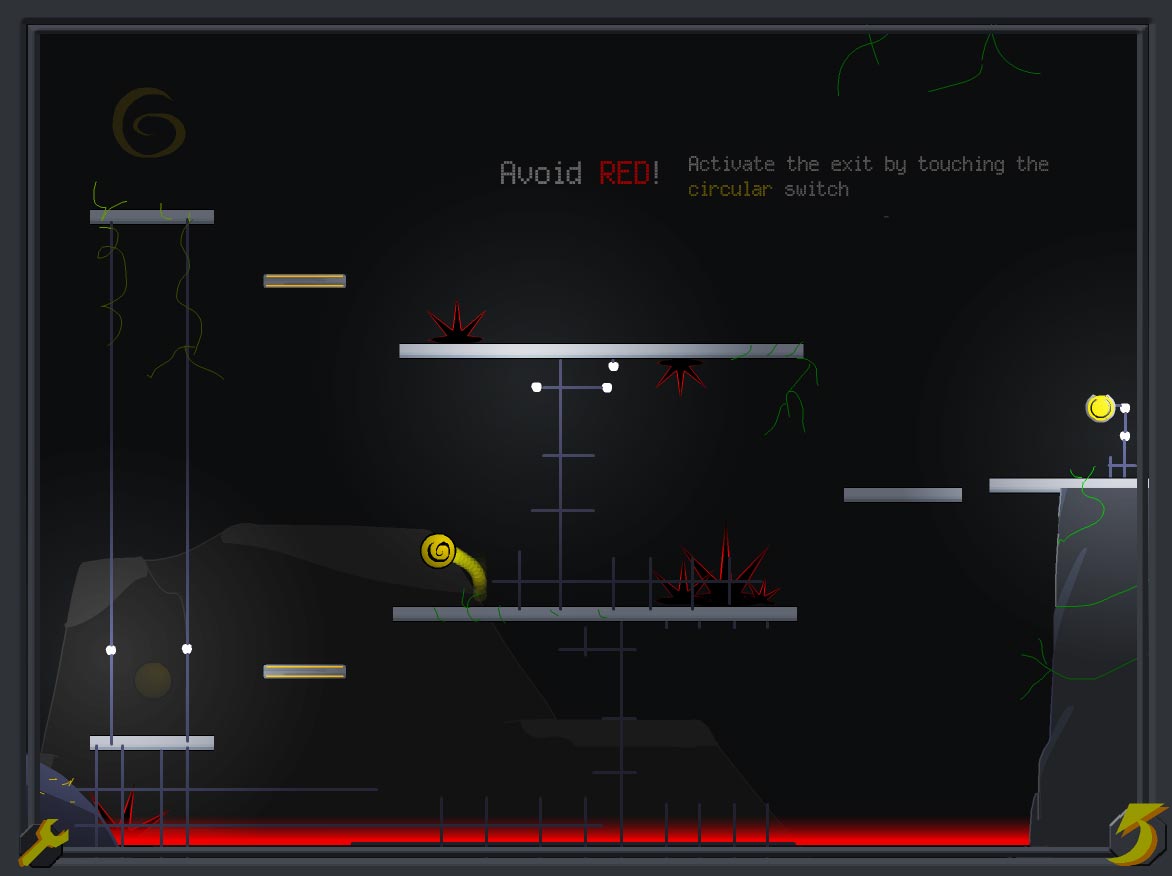 Avoid RED!
Activate the exit by touching the
circular switch